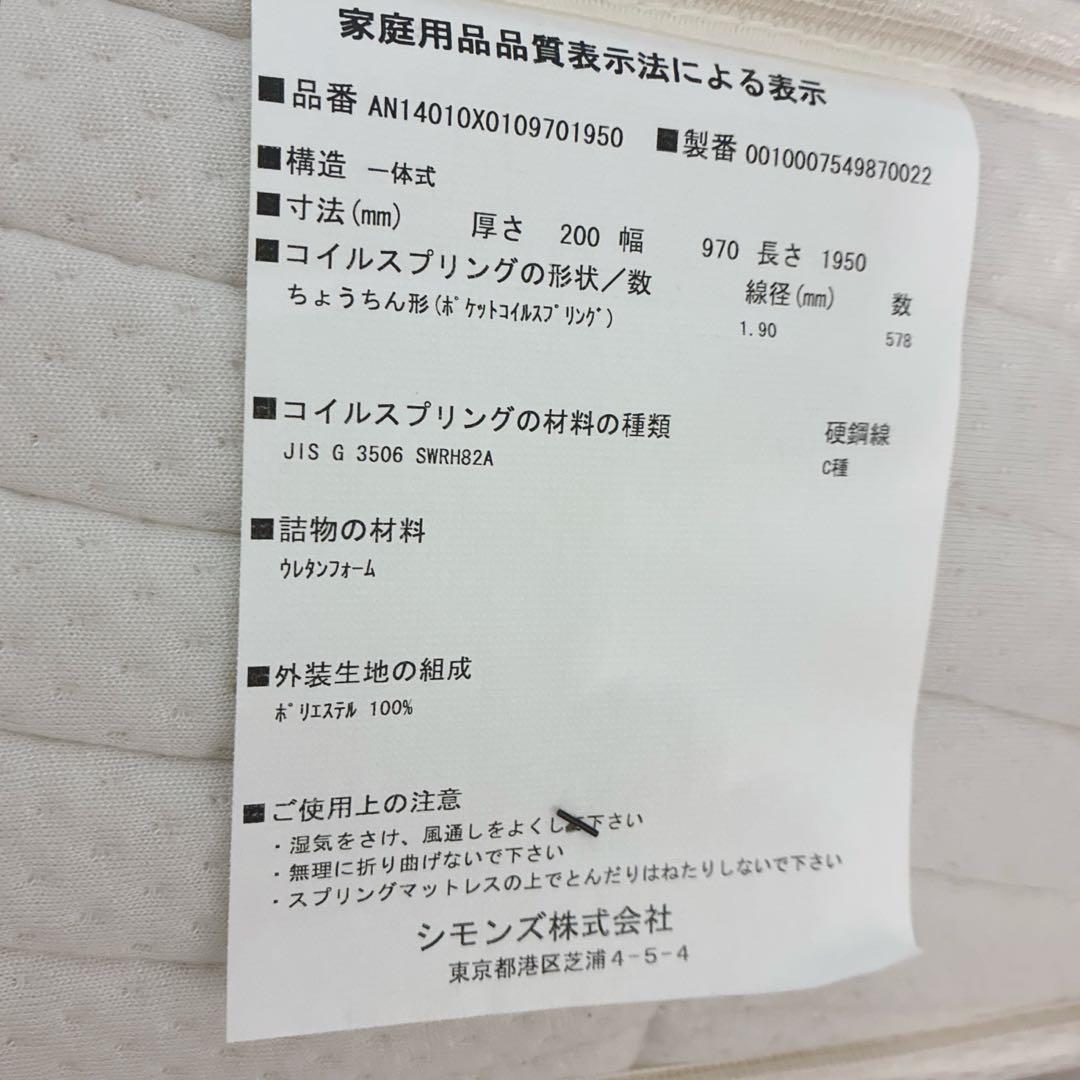 家庭用品品質表示法による表示
■品番 AN14010X0109701950 ■製番 0010007549870022
■構造 一体式
■寸法(mm) 厚さ 200 幅 970 長さ 1950
■コイルスプリングの形状/数 線径(mm) 数
ちょうちん形(ﾎﾟｹｯﾄｺｲﾙｽﾌﾟﾘﾝｸﾞ) 1.90 578
■コイルスプリングの材料の種類 硬鋼線
JIS G 3506 SWRH82A C種
■詰物の材料
ｳﾚﾀﾝﾌｫｰﾑ
■外装生地の組成
ﾎﾟﾘｴｽﾃﾙ 100%
■ご使用上の注意
・湿気をさけ、風通しをよくして下さい
・無理に折り曲げないで下さい
・スプリングマットレスの上でとんだりはねたりしないで下さい
シモンズ株式会社
東京都港区芝浦4-5-4